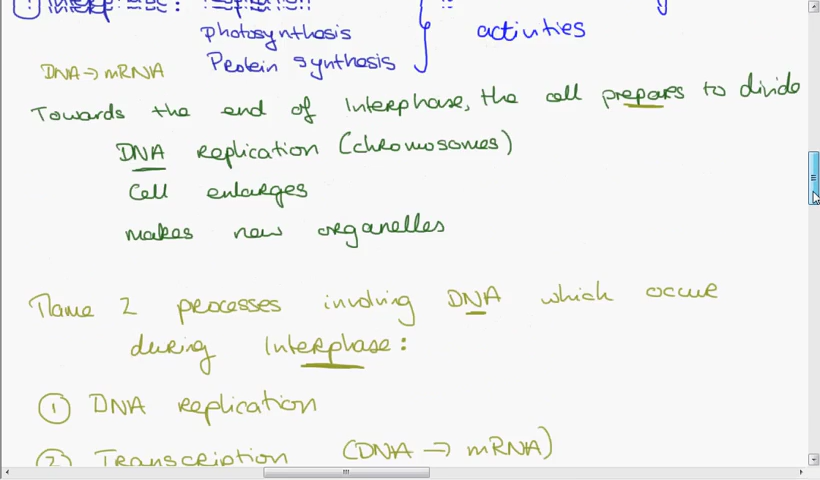 photosynthesis
activities
Protein synthesis
DNA → mRNA
Towards the end of Interphase, the cell prepares to divide
DNA replication (chromosomes)
Cell enlarges
makes new organelles
Name 2 processes involving DNA which occur
during Interphase:
① DNA replication
② Transcription (DNA → mRNA)